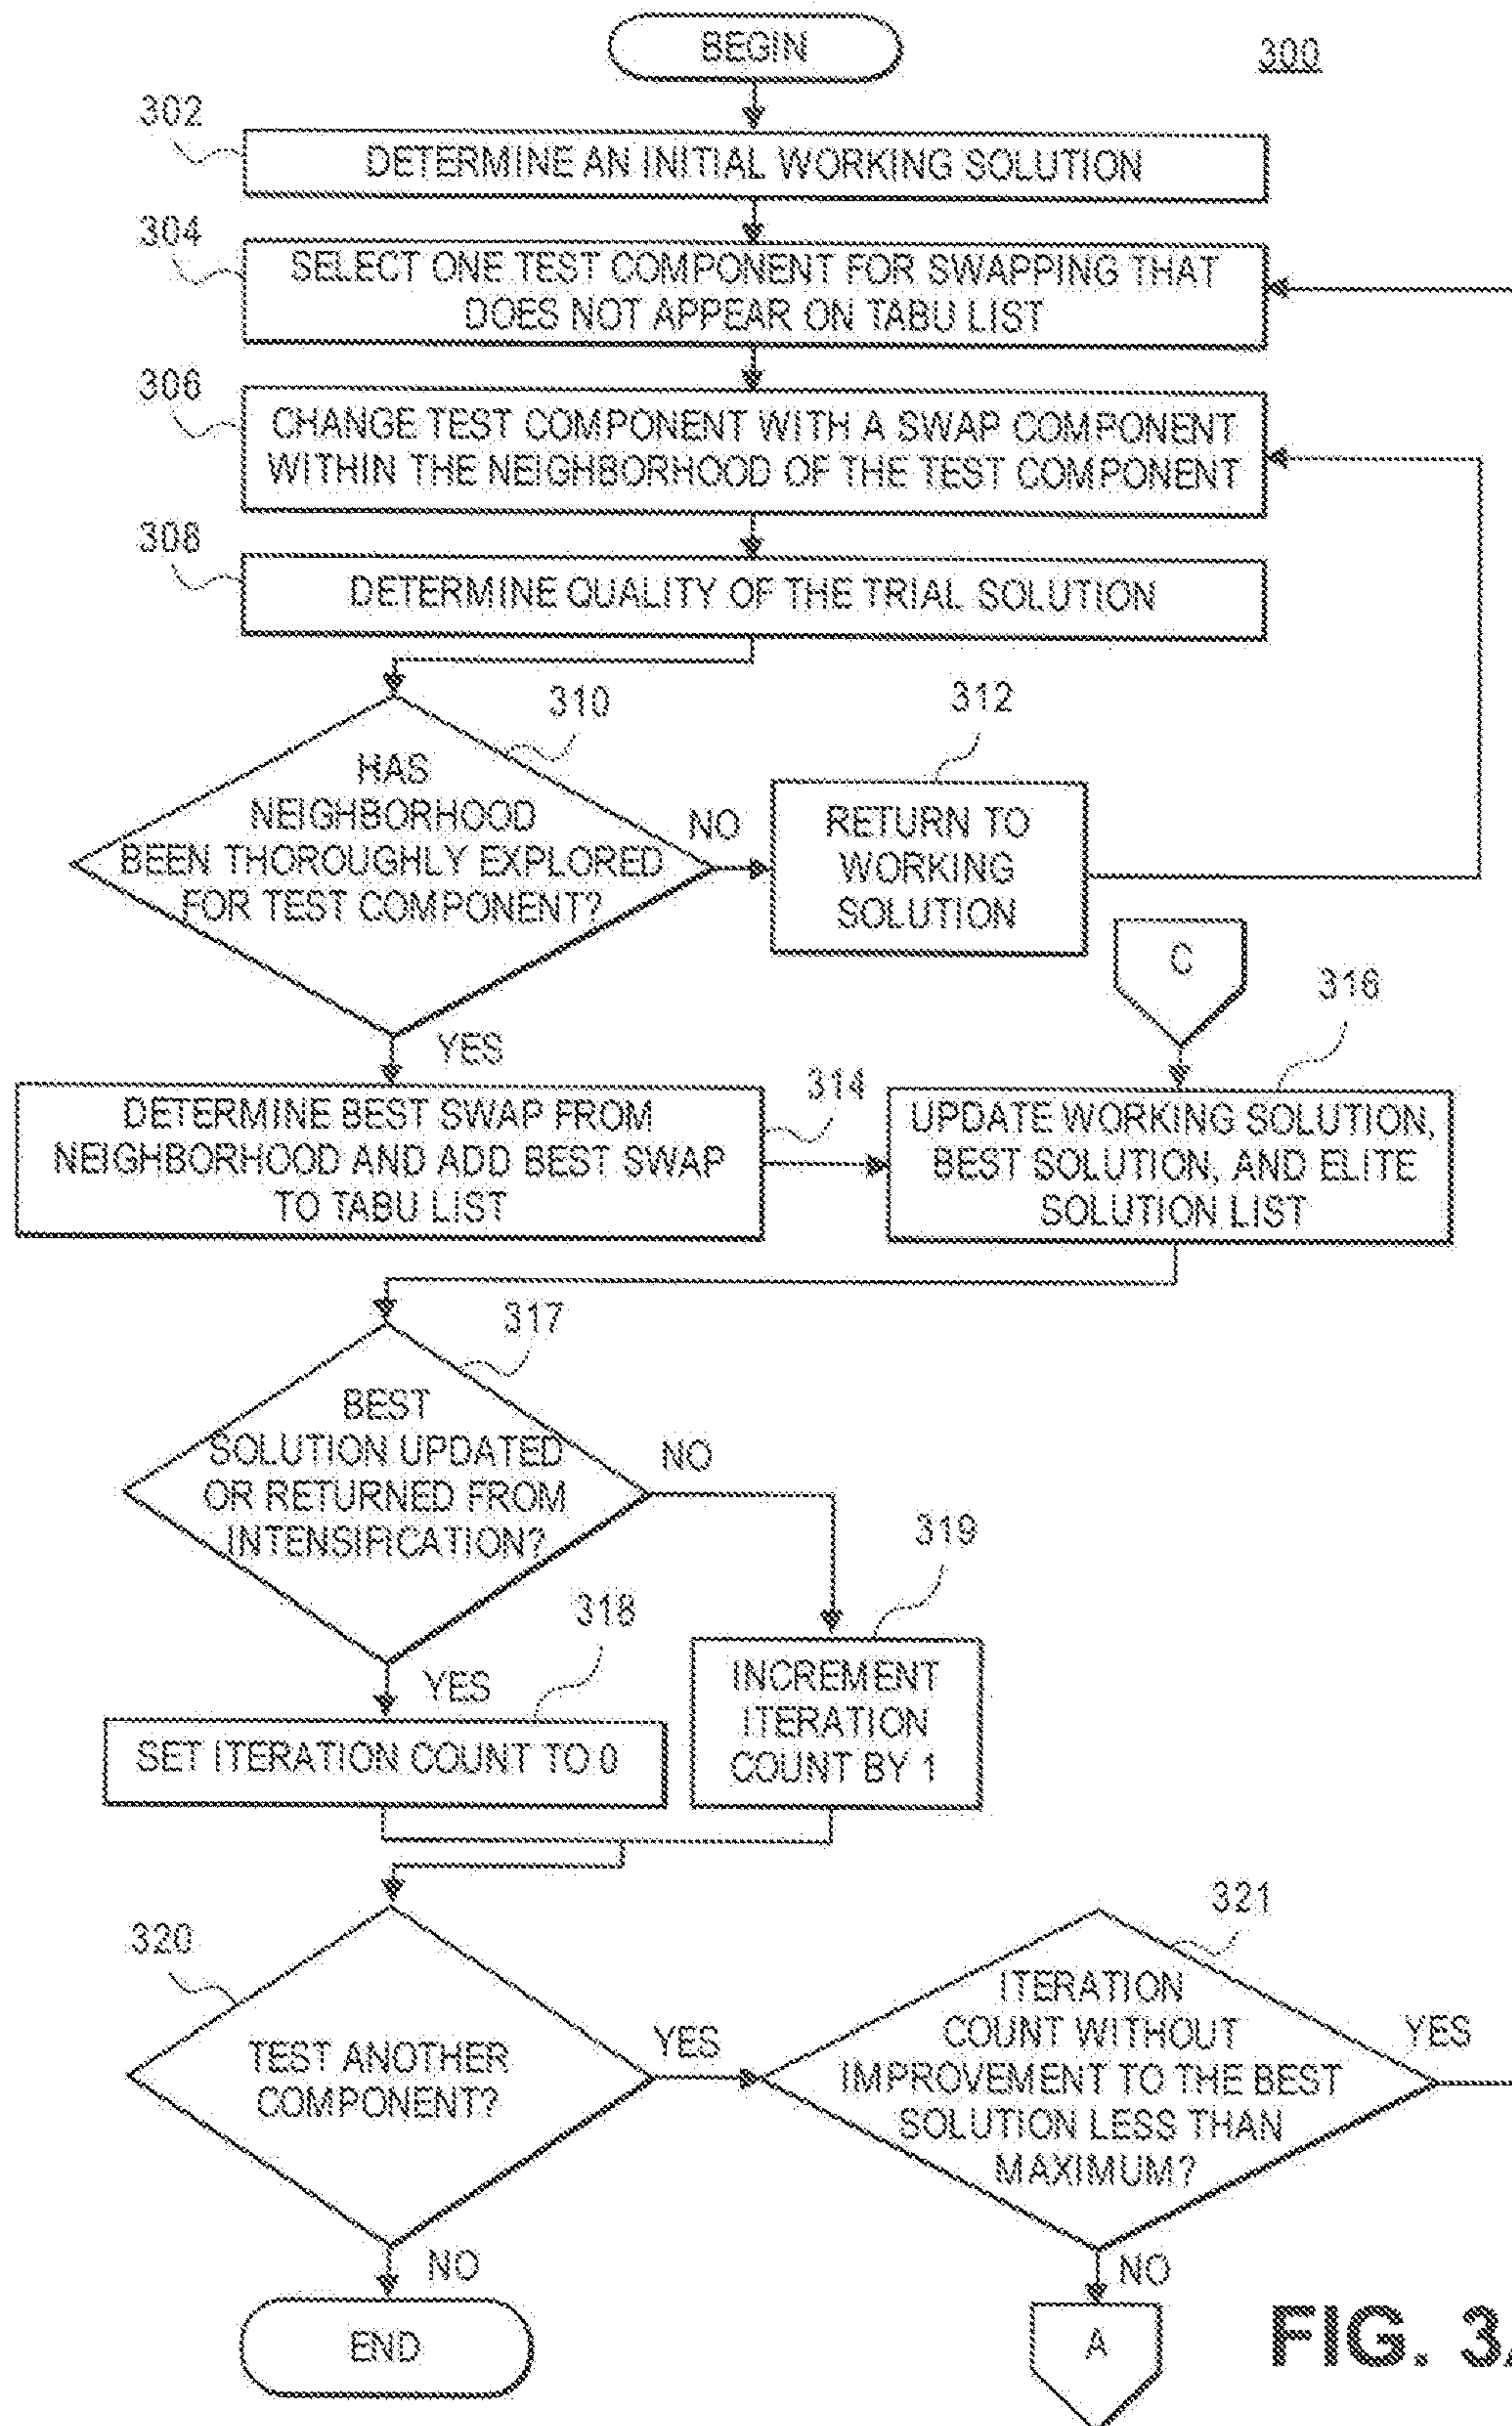 BEGIN
300
302
DETERMINE AN INITIAL WORKING SOLUTION
304
SELECT ONE TEST COMPONENT FOR SWAPPING THAT
DOES NOT APPEAR ON TABU LIST
306
CHANGE TEST COMPONENT WITH A SWAP COMPONENT
WITHIN THE NEIGHBORHOOD OF THE TEST COMPONENT
308
DETERMINE QUALITY OF THE TRIAL SOLUTION
310
HAS
NEIGHBORHOOD
BEEN THOROUGHLY EXPLORED
FOR TEST COMPONENT?
NO
312
RETURN TO
WORKING
SOLUTION
C
YES
314
DETERMINE BEST SWAP FROM
NEIGHBORHOOD AND ADD BEST SWAP
TO TABU LIST
316
UPDATE WORKING SOLUTION,
BEST SOLUTION, AND ELITE
SOLUTION LIST
317
BEST
SOLUTION UPDATED
OR RETURNED FROM
INTENSIFICATION?
NO
319
INCREMENT
ITERATION
COUNT BY 1
YES
318
SET ITERATION COUNT TO 0
320
TEST ANOTHER
COMPONENT?
YES
321
ITERATION
COUNT WITHOUT
IMPROVEMENT TO THE BEST
SOLUTION LESS THAN
MAXIMUM?
YES
NO
END
NO
A
FIG. 3A